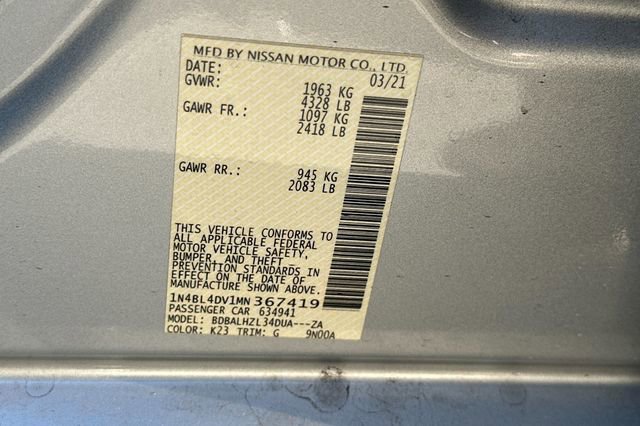 MFD BY NISSAN MOTOR CO., LTD.
DATE: 03/21
GVWR: 1963 KG
4328 LB
GAWR FR.: 1097 KG
2418 LB
GAWR RR.: 945 KG
2083 LB
THIS VEHICLE CONFORMS TO
ALL APPLICABLE FEDERAL
MOTOR VEHICLE SAFETY,
BUMPER, AND THEFT
PREVENTION STANDARDS IN
EFFECT ON THE DATE OF
MANUFACTURE SHOWN ABOVE.
1N4BL4DV1MN 367419
PASSENGER CAR 634941
MODEL: BDBALHZL34DUA---ZA
COLOR: K23 TRIM: G 9N00A